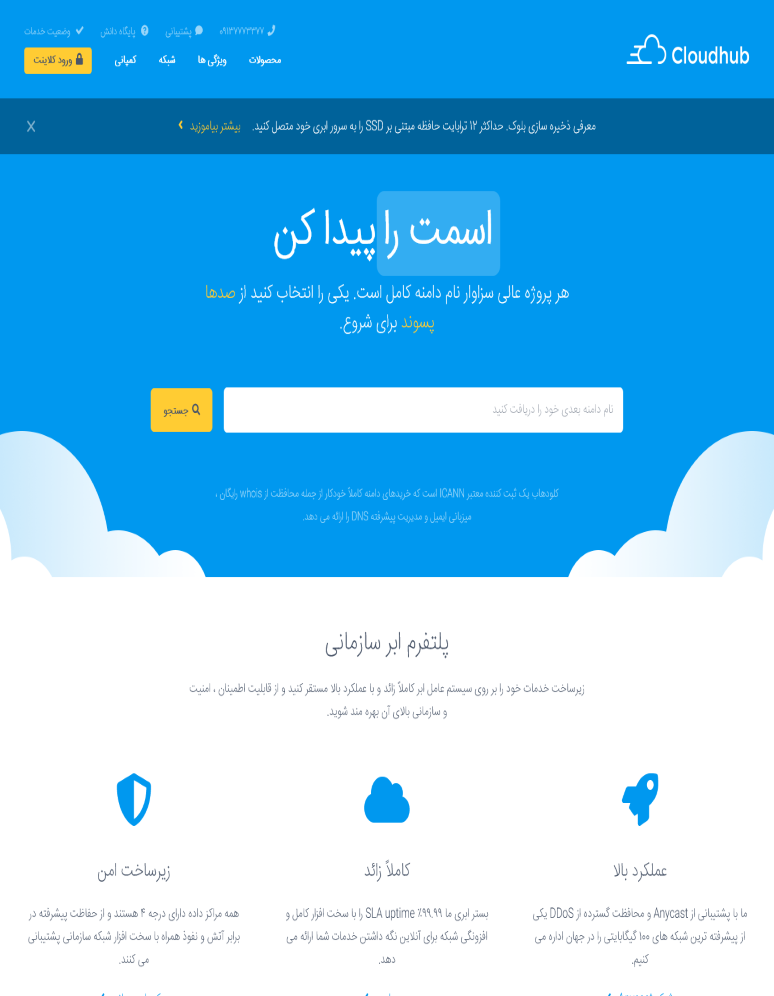 ۰۹۱۳۷۷۷۳۳۷۷ پشتیبانی پایگاه دانش وضعیت خدمات
Cloudhub
محصولات ویژگی ها شبکه کمپانی ورود کلاینت
معرفی ذخیره سازی بلوک. حداکثر ۱۲ ترابایت حافظه مبتنی بر SSD را به سرور ابری خود متصل کنید. بیشتر بیاموزید
X
اسمت را پیدا کن
هر پروژه عالی سزاوار نام دامنه کامل است. یکی را انتخاب کنید از صدها
پسوند برای شروع.
نام دامنه بعدی خود را دریافت کنید
جستجو
کلودهاب یک ثبت کننده معتبر ICANN است که خریدهای دامنه کاملاً خودکار از جمله محافظت از whois رایگان ،
میزبانی ایمیل و مدیریت پیشرفته DNS را ارائه می دهد.
پلتفرم ابر سازمانی
زیرساخت خدمات خود را بر روی سیستم عامل ابر کاملاً زائد و با عملکرد بالا مستقر کنید و از قابلیت اطمینان ، امنیت
و سازمانی بالای آن بهره مند شوید.
عملکرد بالا
ما با پشتیبانی از Anycast و محافظت گسترده از DDoS یکی
از پیشرفته ترین شبکه های ۱۰۰ گیگابایتی را در جهان اداره می
کنیم.
کاملاً زائد
بستر ابری ما ۹۹.۹۹٪ SLA uptime را با سخت افزار کامل و
افزونگی شبکه برای آنلاین نگه داشتن خدمات شما ارائه می
دهد.
زیرساخت امن
همه مراکز داده دارای درجه ۴ هستند و از حفاظت پیشرفته در
برابر آتش و نفوذ همراه با سخت افزار شبکه سازمانی پشتیبانی
می کنند.